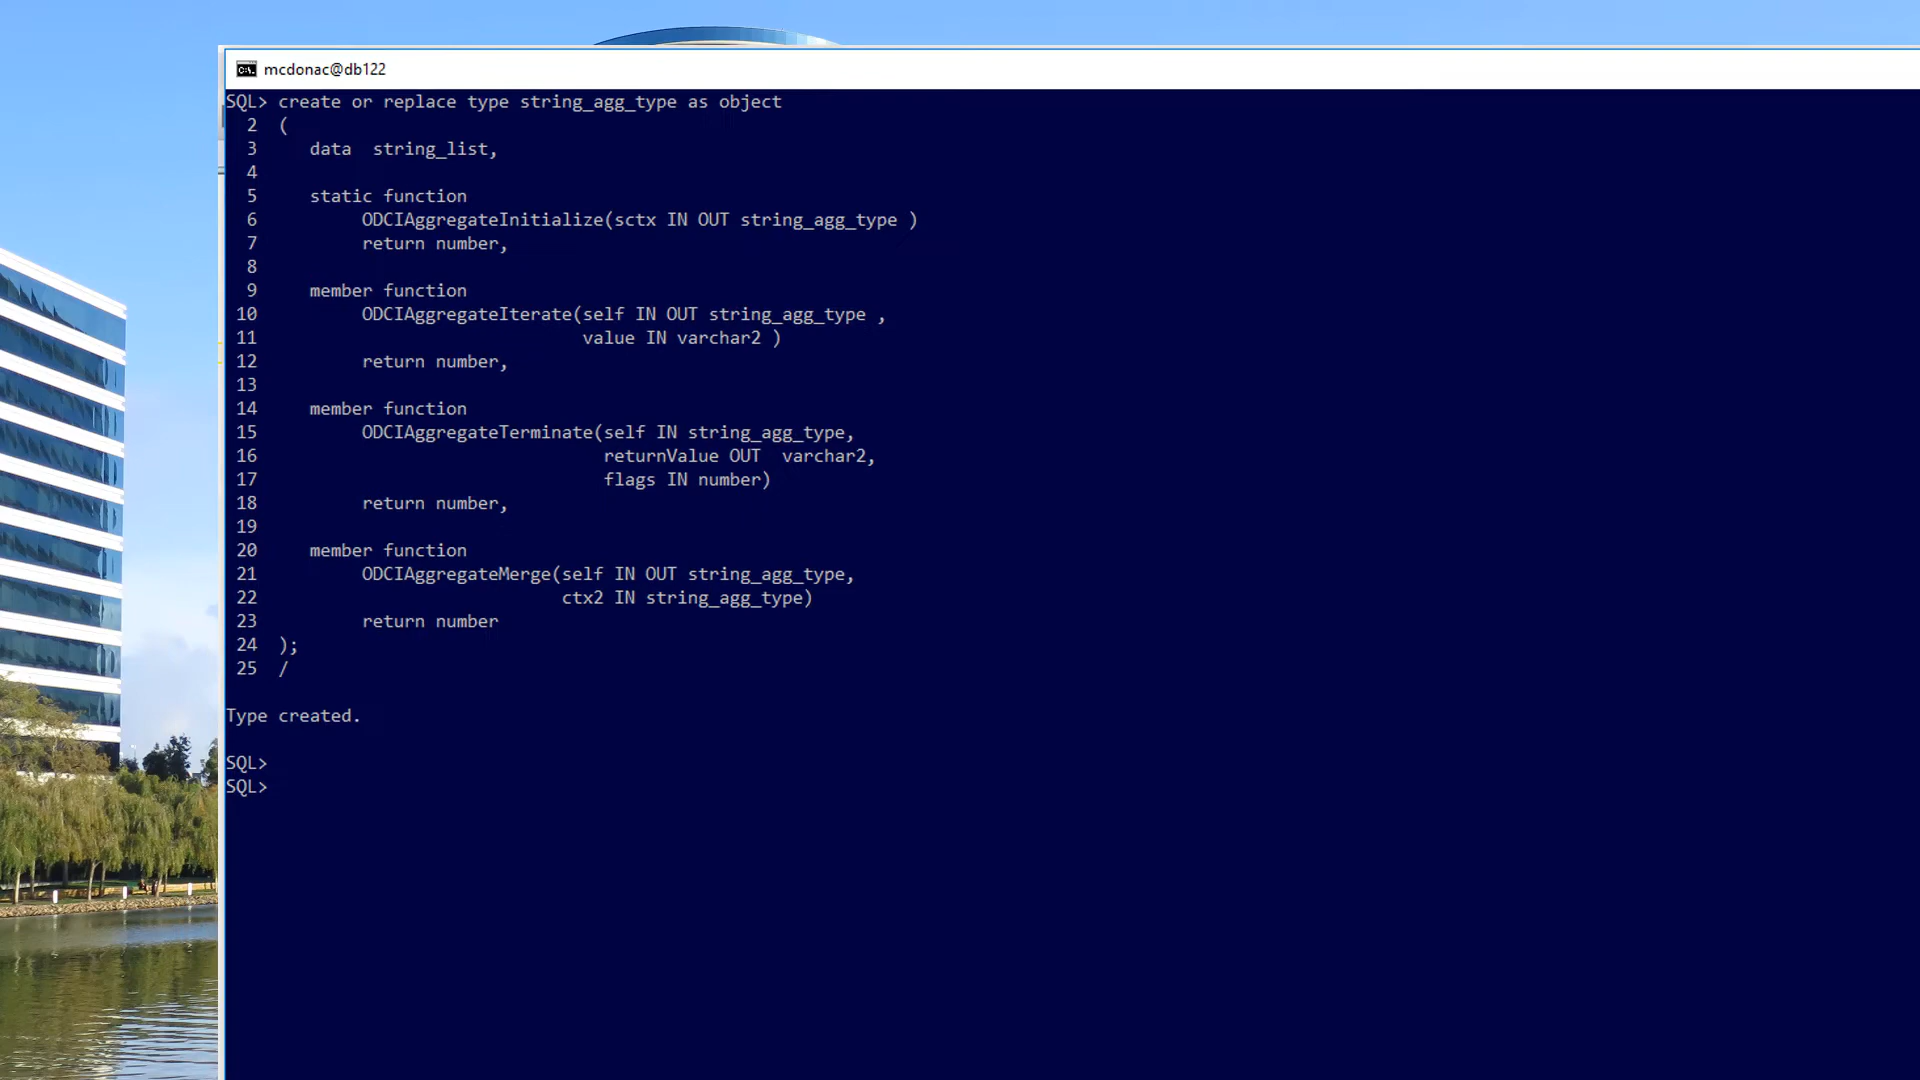 mcdonac@db122
SQL> create or replace type string_agg_type as object
2 (
3 data string_list,
4
5 static function
6 ODCIAggregateInitialize(sctx IN OUT string_agg_type )
7 return number,
8
9 member function
10 ODCIAggregateIterate(self IN OUT string_agg_type ,
11 value IN varchar2 )
12 return number,
13
14 member function
15 ODCIAggregateTerminate(self IN string_agg_type,
16 returnValue OUT varchar2,
17 flags IN number)
18 return number,
19
20 member function
21 ODCIAggregateMerge(self IN OUT string_agg_type,
22 ctx2 IN string_agg_type)
23 return number
24 );
25 /
Type created.
SQL>
SQL>